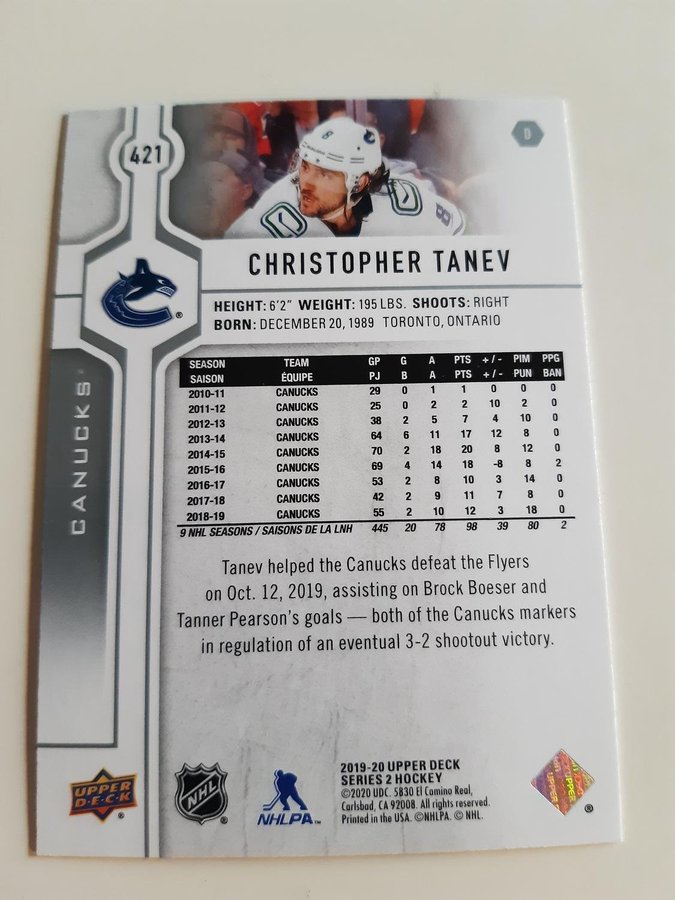 421
D
8
8
CHRISTOPHER TANEV
HEIGHT: 6'2" WEIGHT: 195 LBS. SHOOTS: RIGHT
BORN: DECEMBER 20, 1989 TORONTO, ONTARIO
CANUCKS
SEASON TEAM GP G A PTS +/- PIM PPG
SAISON ÉQUIPE PJ B A PTS +/- PUN BAN
2010-11 CANUCKS 29 0 1 1 0 0 0
2011-12 CANUCKS 25 0 2 2 10 2 0
2012-13 CANUCKS 38 2 5 7 4 10 0
2013-14 CANUCKS 64 6 11 17 12 8 0
2014-15 CANUCKS 70 2 18 20 8 12 0
2015-16 CANUCKS 69 4 14 18 -8 8 2
2016-17 CANUCKS 53 2 8 10 3 14 0
2017-18 CANUCKS 42 2 9 11 7 8 0
2018-19 CANUCKS 55 2 10 12 3 18 0
9 NHL SEASONS / SAISONS DE LA LNH 445 20 78 98 39 80 2
Tanev helped the Canucks defeat the Flyers
on Oct. 12, 2019, assisting on Brock Boeser and
Tanner Pearson's goals — both of the Canucks markers
in regulation of an eventual 3-2 shootout victory.
UPPER
D·E·C·K
®
NHL
®
NHLPA™
2019-20 UPPER DECK
SERIES 2 HOCKEY
©2020 UDC. 5830 El Camino Real,
Carlsbad, CA 92008. All rights reserved.
Printed in the USA. ©NHLPA. © NHL.
UPPER
®